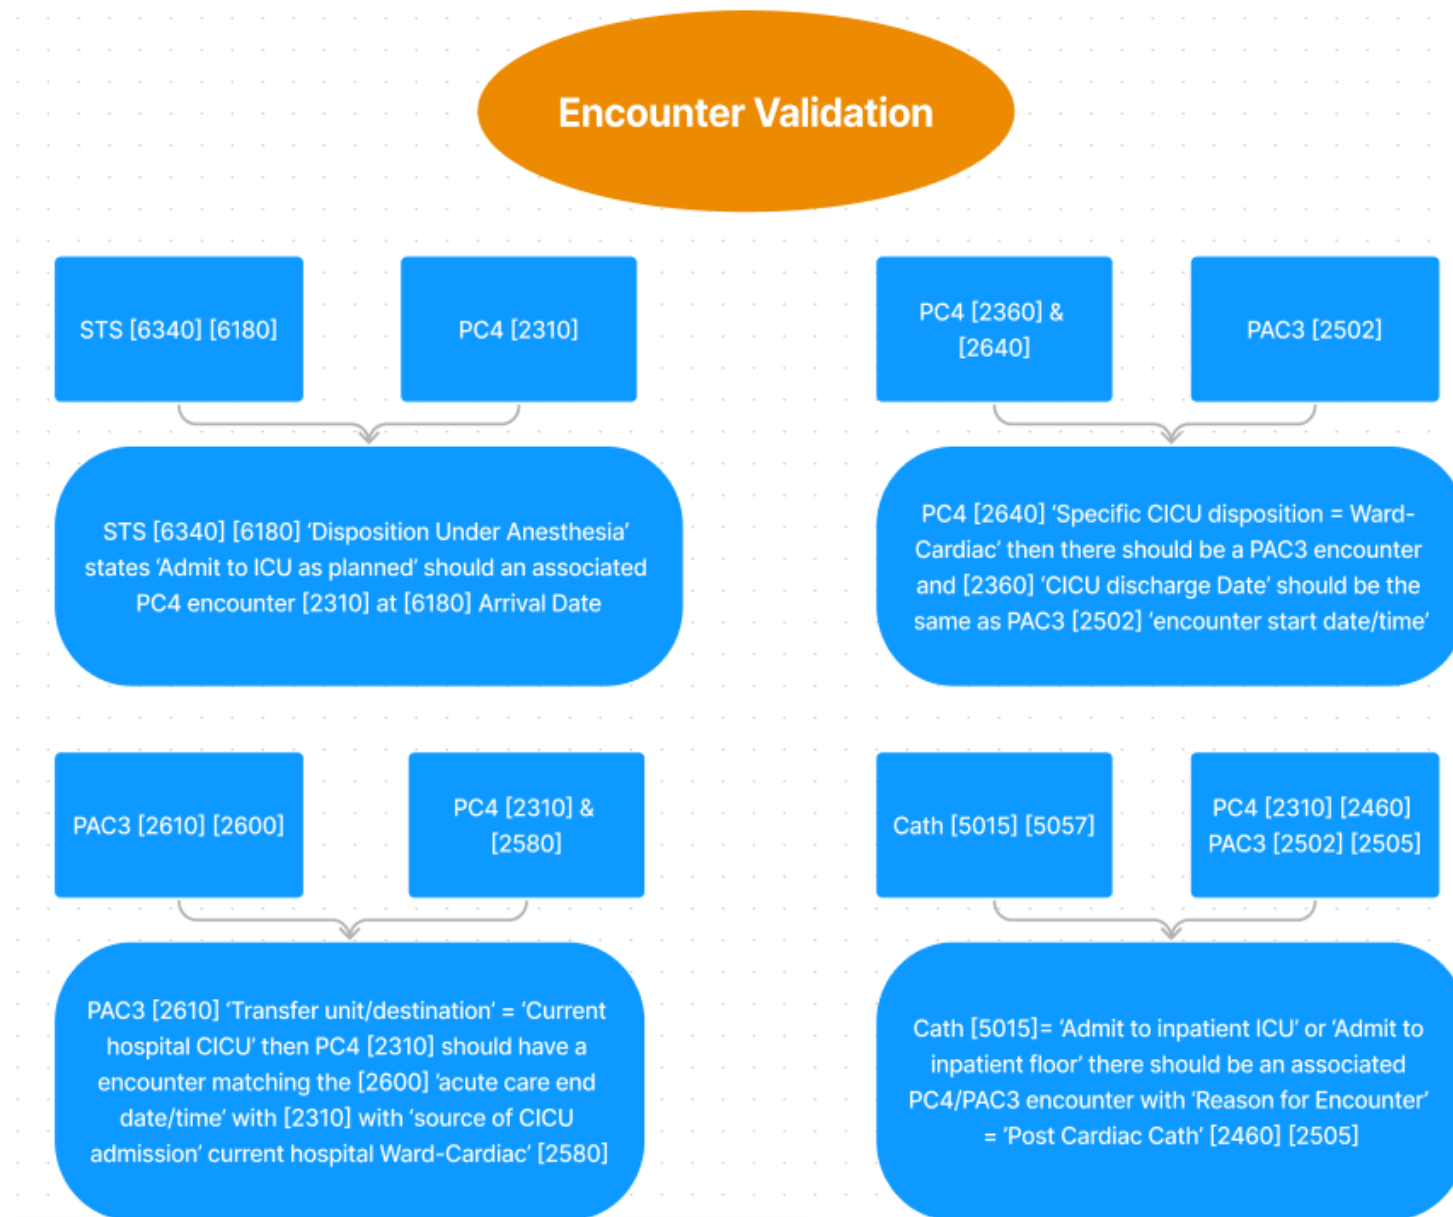 Encounter Validation
STS [6340] [6180]
PC4 [2310]
STS [6340] [6180] ‘Disposition Under Anesthesia’
states ‘Admit to ICU as planned’ should an associated
PC4 encounter [2310] at [6180] Arrival Date
PC4 [2360] &
[2640]
PAC3 [2502]
PC4 [2640] ‘Specific CICU disposition = Ward-
Cardiac’ then there should be a PAC3 encounter
and [2360] ‘CICU discharge Date’ should be the
same as PAC3 [2502] ‘encounter start date/time’
PAC3 [2610] [2600]
PC4 [2310] &
[2580]
PAC3 [2610] ‘Transfer unit/destination’ = ‘Current
hospital CICU’ then PC4 [2310] should have a
encounter matching the [2600] ’acute care end
date/time’ with [2310] with ‘source of CICU
admission’ current hospital Ward-Cardiac’ [2580]
Cath [5015] [5057]
PC4 [2310] [2460]
PAC3 [2502] [2505]
Cath [5015]= ‘Admit to inpatient ICU’ or ‘Admit to
inpatient floor’ there should be an associated
PC4/PAC3 encounter with ‘Reason for Encounter’
= ‘Post Cardiac Cath’ [2460] [2505]